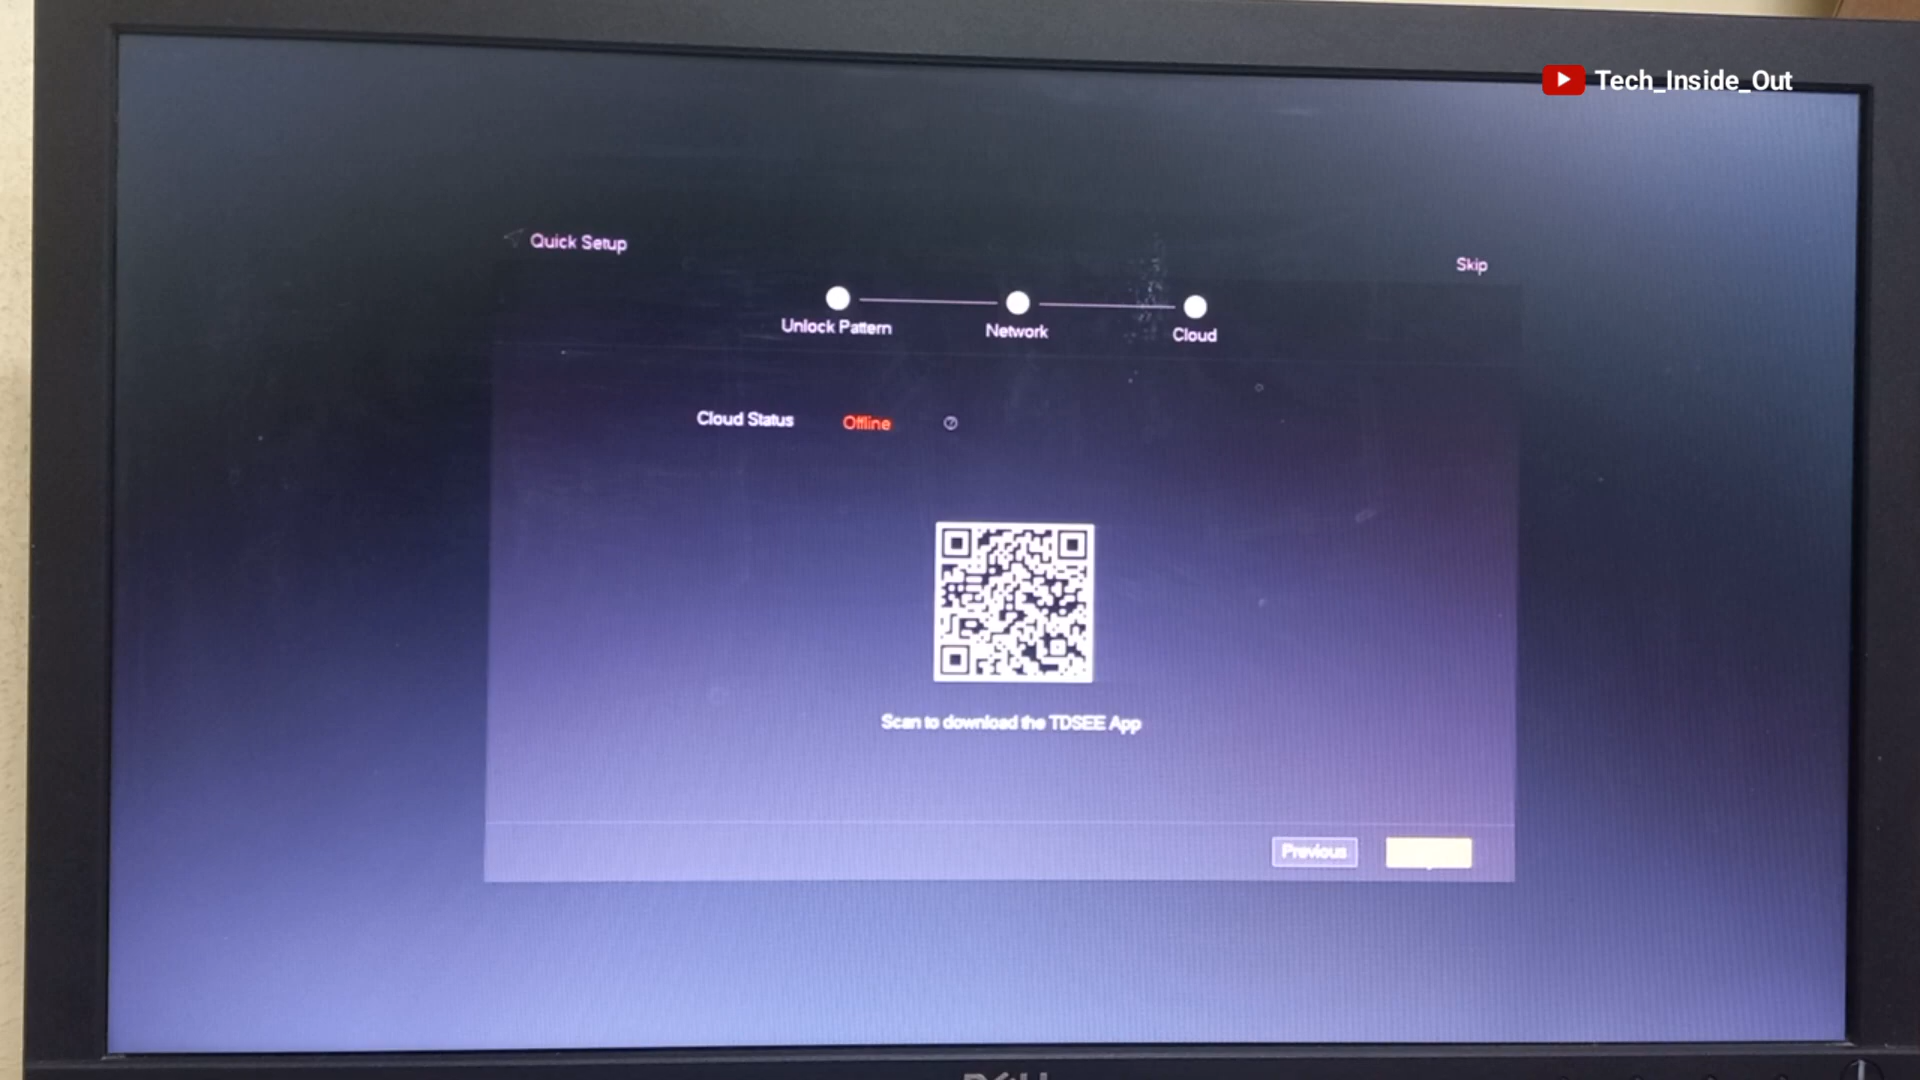 Tech_Inside_Out
Quick Setup
Skip
Unlock Pattern
Network
Cloud
Cloud Status
Offline
Scan to download the TDSEE App
Previous